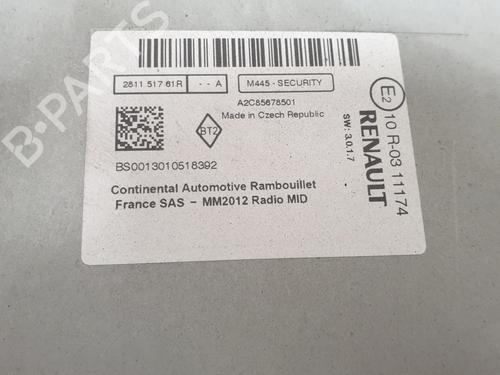 B-PARTS
2811 517 61R
- - A
M445 - SECURITY
A2C85678501
Made in Czech Republic
BT2
BS0013010518392
Continental Automotive Rambouillet
France SAS - MM2012 Radio MID
E2
10 R-03 11174
RENAULT
SW: 3.0.1.7